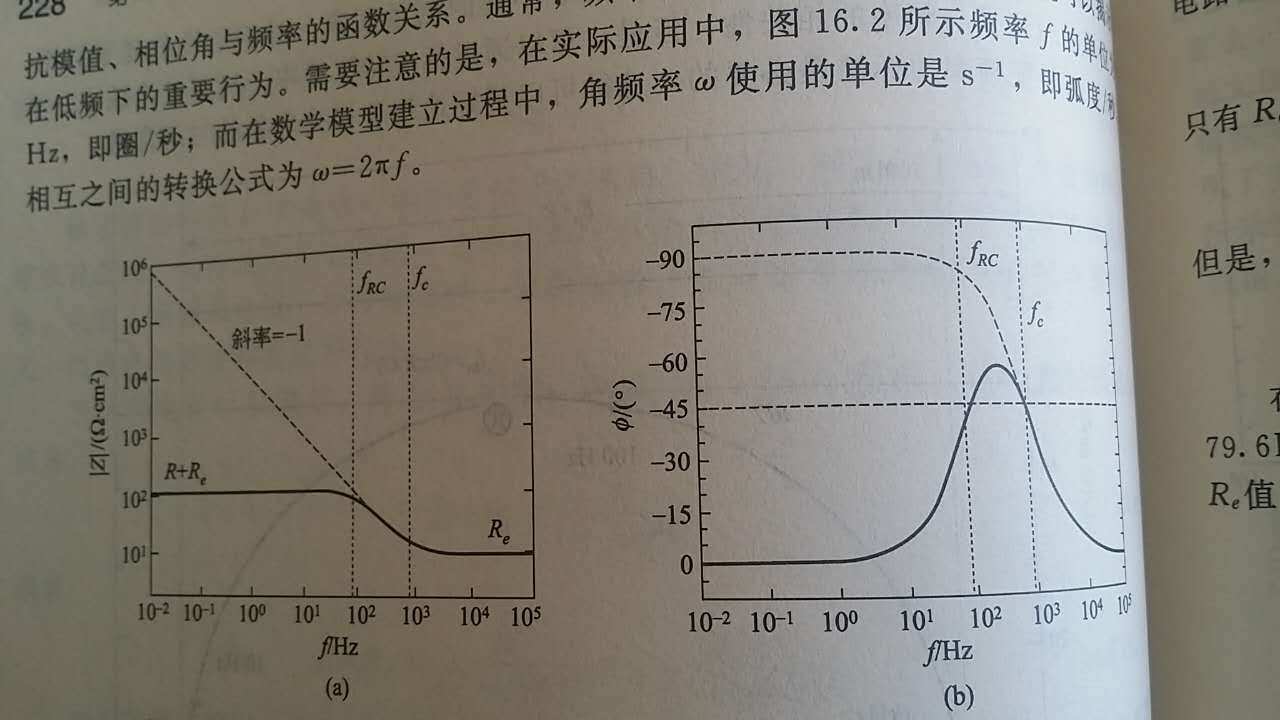 228
抗模值、相位角与频率的函数关系。通常，
在低频下的重要行为。需要注意的是，在实际应用中，图 16.2 所示频率 f 的单位
Hz，即圈/秒；而在数学模型建立过程中，角频率 ω 使用的单位是 s⁻¹，即弧度/秒
相互之间的转换公式为 ω=2πf。
10⁶
10⁵
10⁴
10³
10²
10¹
|Z|/(Ω·cm²)
斜率=−1
f_RC
f_c
R+R_e
R_e
10⁻² 10⁻¹ 10⁰ 10¹ 10² 10³ 10⁴ 10⁵
f/Hz
(a)
−90
−75
−60
−45
−30
−15
0
ϕ/(°)
f_RC
f_c
10⁻² 10⁻¹ 10⁰ 10¹ 10² 10³ 10⁴ 10⁵
f/Hz
(b)
只有 R
但是，
79.6
R_e值